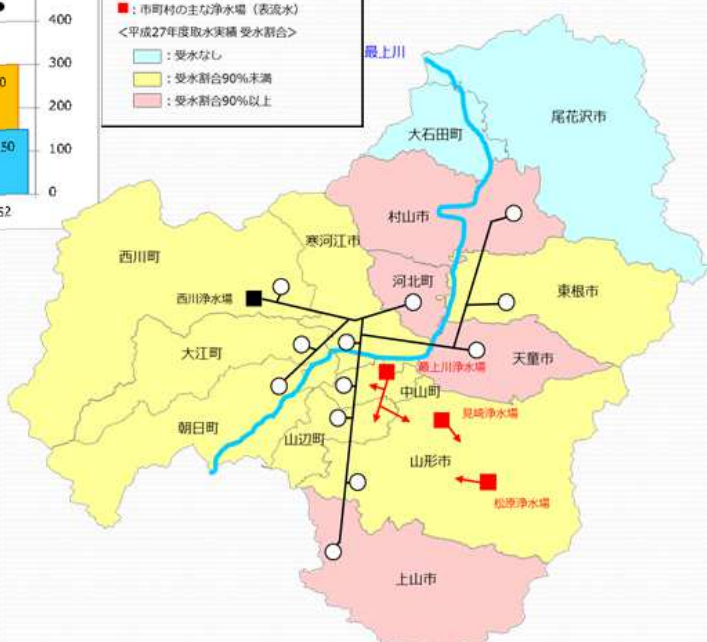 400
300
200
100
0
50
52
■：市町村の主な浄水場（表流水）
＜平成27年度取水実績 受水割合＞
：受水なし
：受水割合90％未満
：受水割合90％以上
最上川
尾花沢市
大石田町
村山市
寒河江市
西川町
河北町
東根市
西川浄水場
大江町
天童市
最上川浄水場
中山町
見崎浄水場
朝日町
山辺町
山形市
松原浄水場
上山市